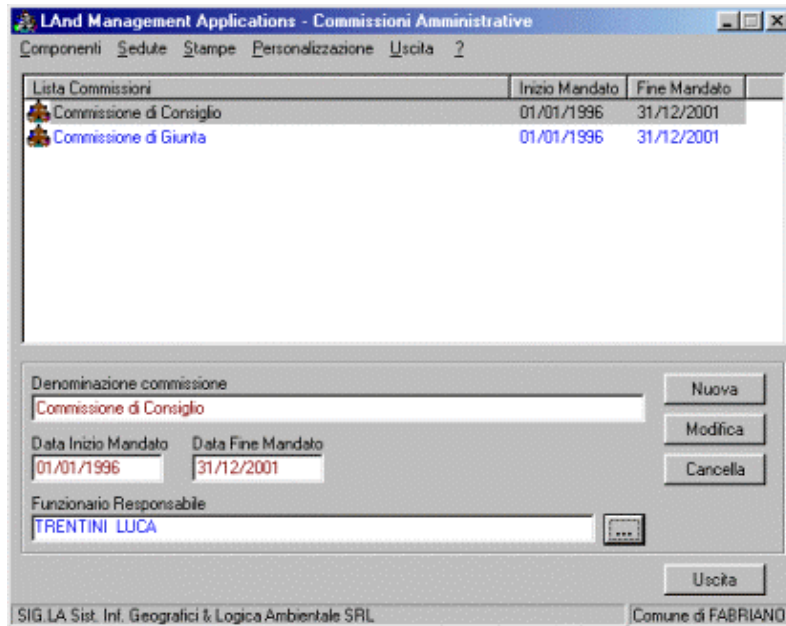 LAnd Management Applications - Commissioni Amministrative
Componenti Sedute Stampe Personalizzazione Uscita ?
Lista Commissioni Inizio Mandato Fine Mandato
Commissione di Consiglio 01/01/1996 31/12/2001
Commissione di Giunta 01/01/1996 31/12/2001
Denominazione commissione
Nuova
Commissione di Consiglio
Modifica
Data Inizio Mandato Data Fine Mandato
01/01/1996 31/12/2001
Cancella
Funzionario Responsabile
TRENTINI LUCA
...
Uscita
SIG.LA Sist. Inf. Geografici & Logica Ambientale SRL Comune di FABRIANO